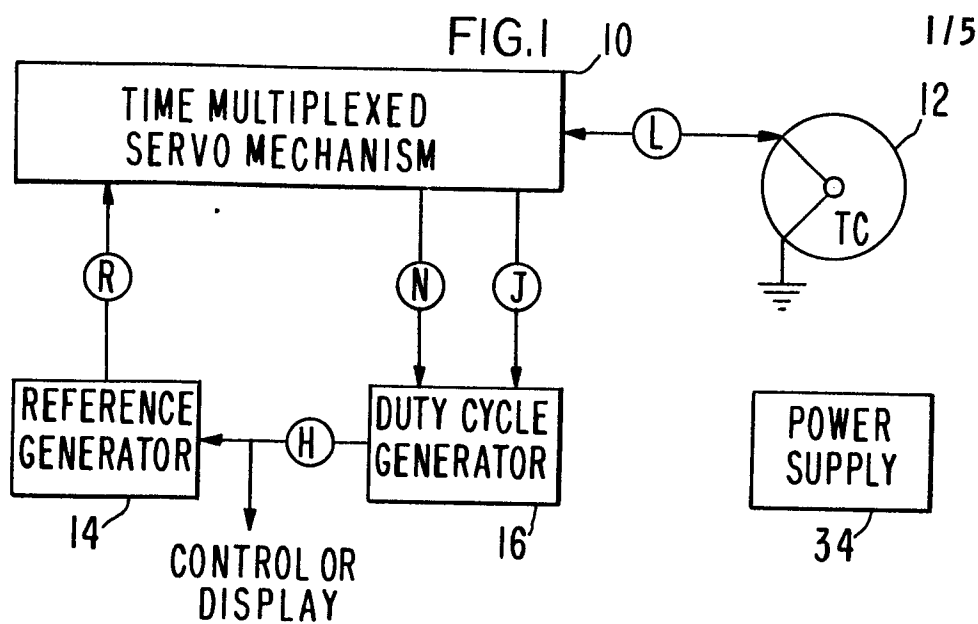 FIG.1
1/5
10
TIME MULTIPLEXED
SERVO MECHANISM
L
12
TC
R
N
J
REFERENCE
GENERATOR
H
DUTY CYCLE
GENERATOR
POWER
SUPPLY
14
16
34
CONTROL OR
DISPLAY